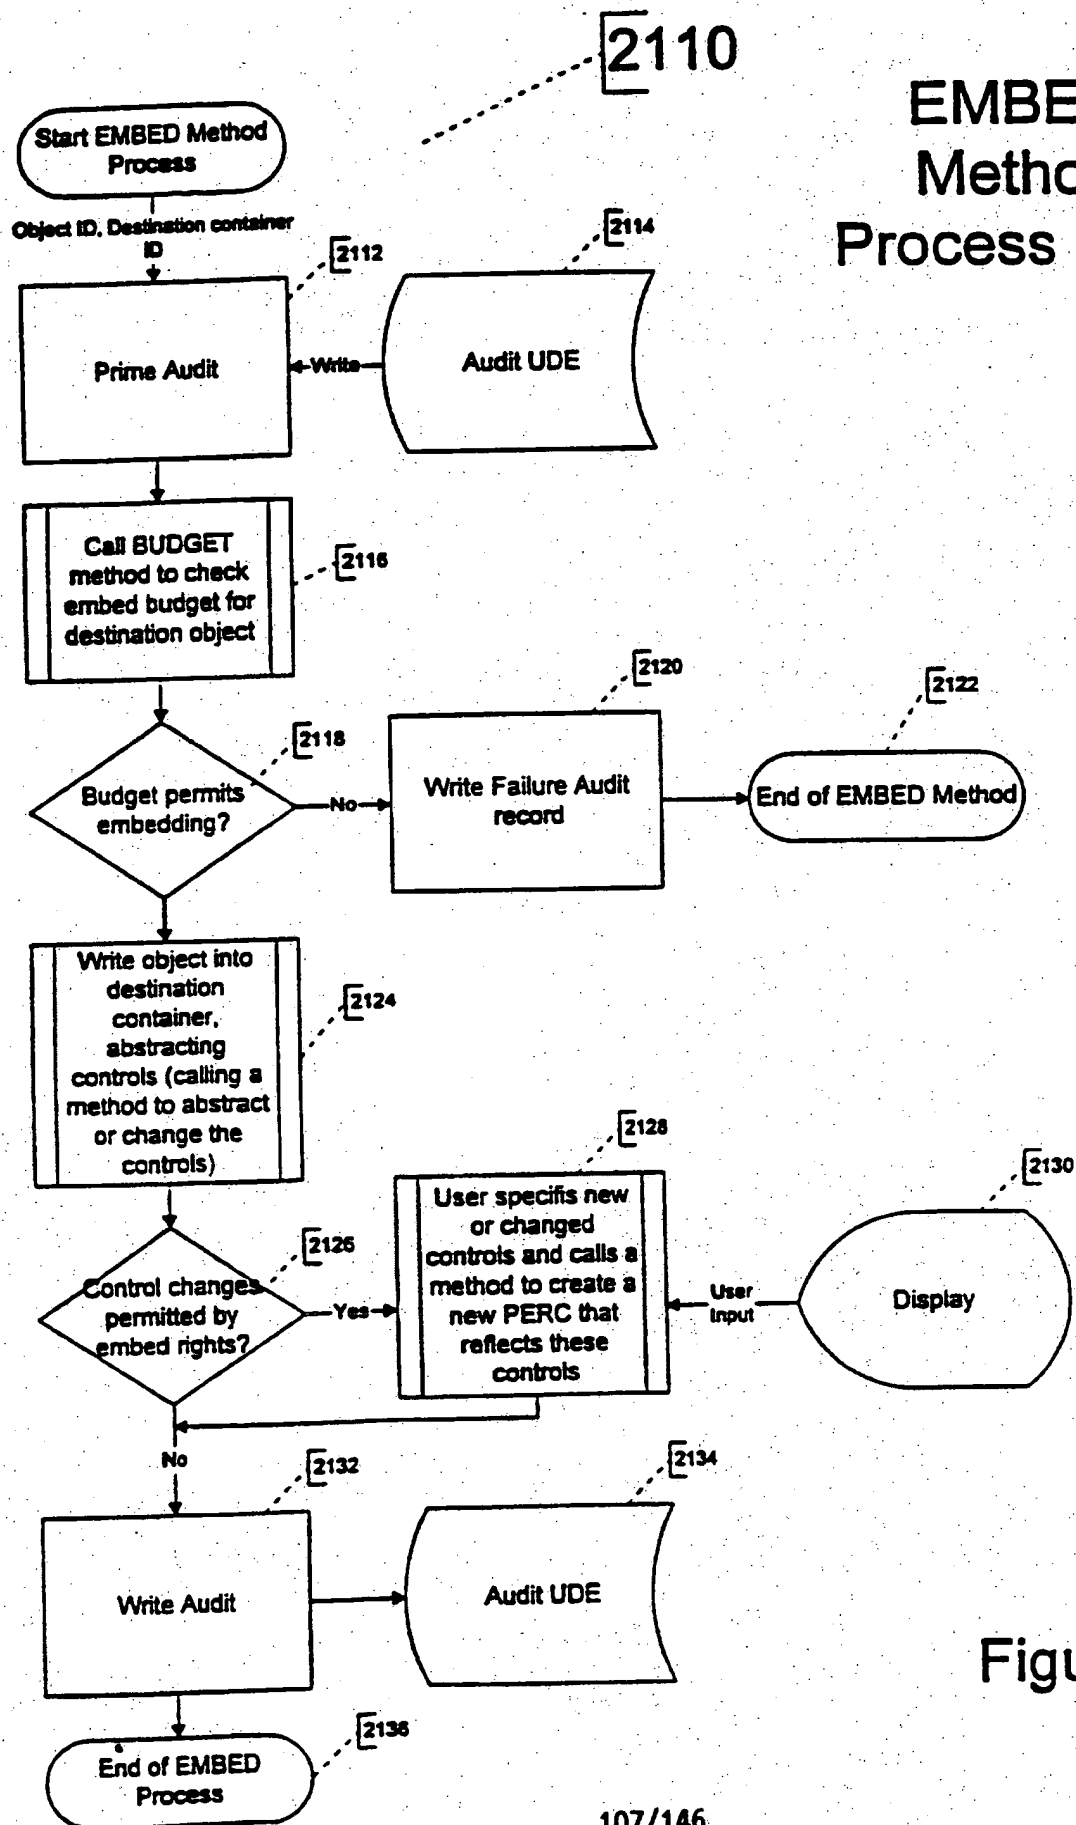 2110
EMBE
Metho
Process
Start EMBED Method
Process
Object ID, Destination container
ID
2112
2114
Prime Audit
Write
Audit UDE
Call BUDGET
method to check
embed budget for
destination object
2116
2118
Budget permits
embedding?
No
2120
Write Failure Audit
record
2122
End of EMBED Method
Write object into
destination
container,
abstracting
controls (calling a
method to abstract
or change the
controls)
2124
2126
Control changes
permitted by
embed rights?
Yes
2128
User specifis new
or changed
controls and calls a
method to create a
new PERC that
reflects these
controls
User
Input
2130
Display
No
2132
Write Audit
2134
Audit UDE
Figu
2136
End of EMBED
Process
107/146